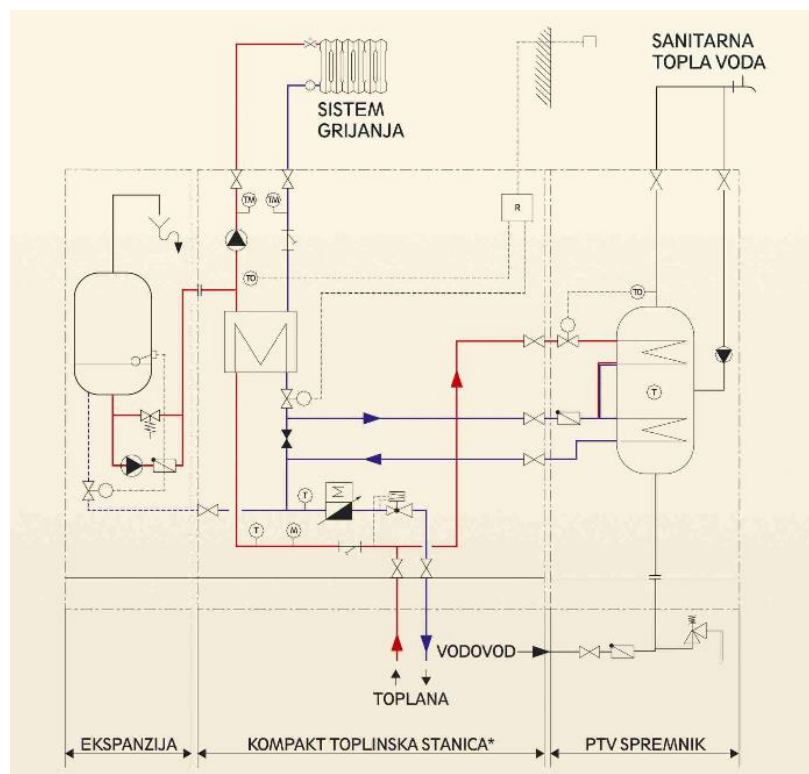 SANITARNA
TOPLA VODA
SISTEM
GRIJANJA
TM
TM
R
TO
TO
T
T
M
T
M
VODOVOD
TOPLANA
EKSPANZIJA
KOMPAKT TOPLINSKA STANICA*
PTV SPREMNIK